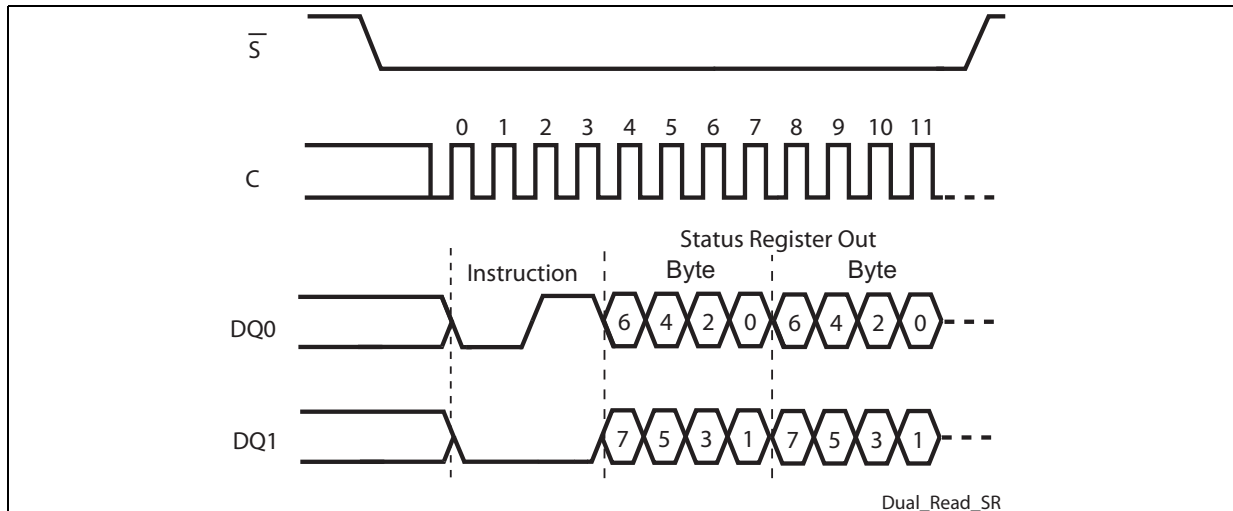 S
0 1 2 3 4 5 6 7 8 9 10 11
C
Status Register Out
Instruction Byte Byte
DQ0 6 4 2 0 6 4 2 0
DQ1 7 5 3 1 7 5 3 1
Dual_Read_SR